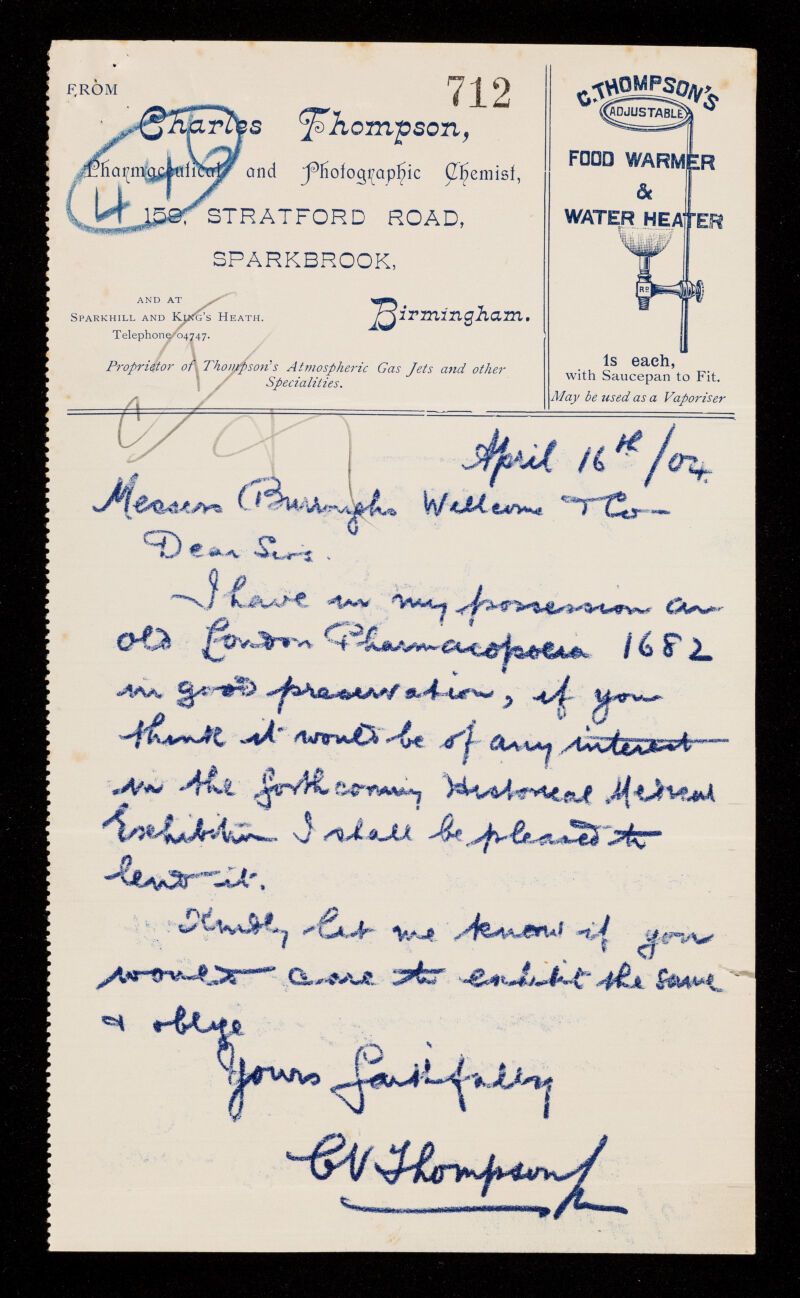 FROM
712
446
Charles Thompson,
Pharmaceutical and Photographic Chemist,
159, STRATFORD ROAD,
SPARKBROOK,
AND AT
SPARKHILL AND KING'S HEATH.
Telephone 04747.
Birmingham.
Proprietor of Thompson's Atmospheric Gas Jets and other
Specialities.
C. THOMPSON'S
ADJUSTABLE
FOOD WARMER
&
WATER HEATER
RD
1s each,
with Saucepan to Fit.
May be used as a Vaporiser
April 16th/04.
Messers Burroughs Wellcome & Co
Dear Sirs.
I have in my possession an
old London Pharmacopoeia 1682
in good preservation, if you
think it would be of any interest
in the forthcoming Historical Medical
Exhibition I shall be pleased to
lend it.
Kindly let me know if you
would care to exhibit the same
& oblige
Yours faithfully
CV Thompson